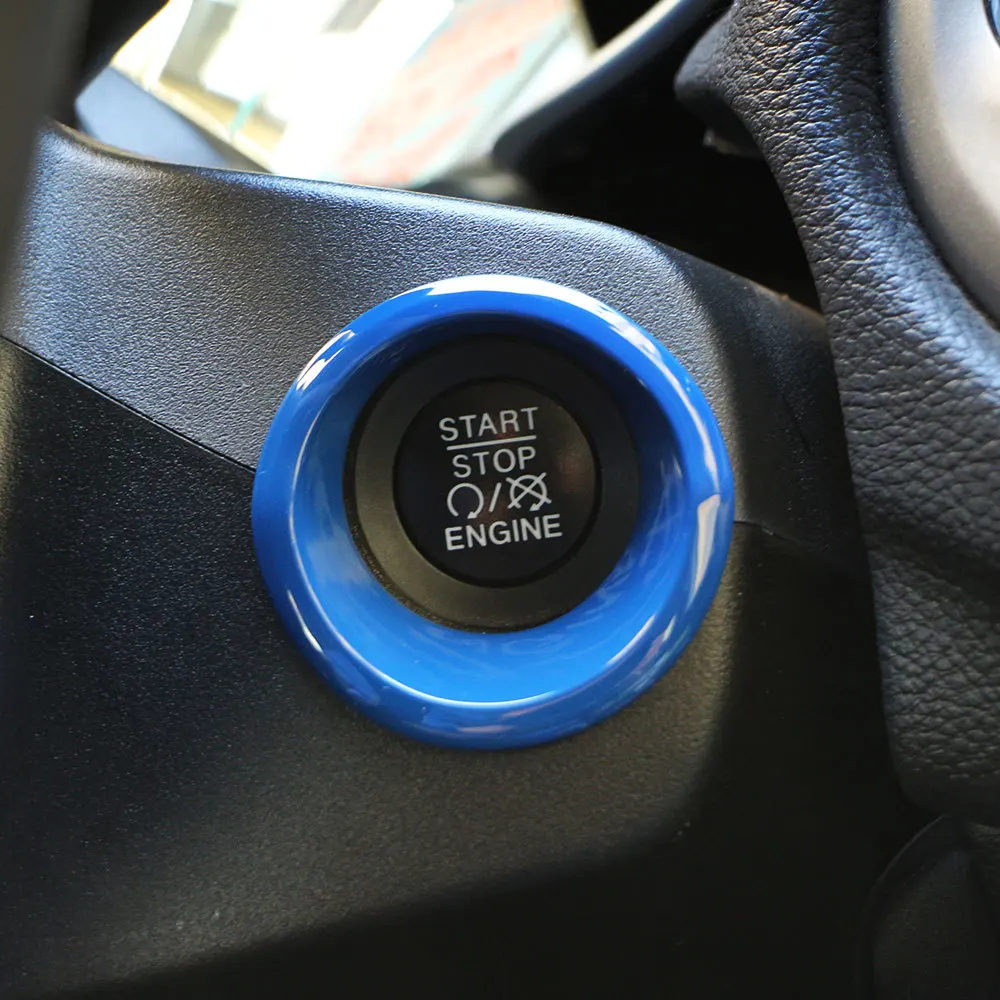 START
STOP
/
ENGINE